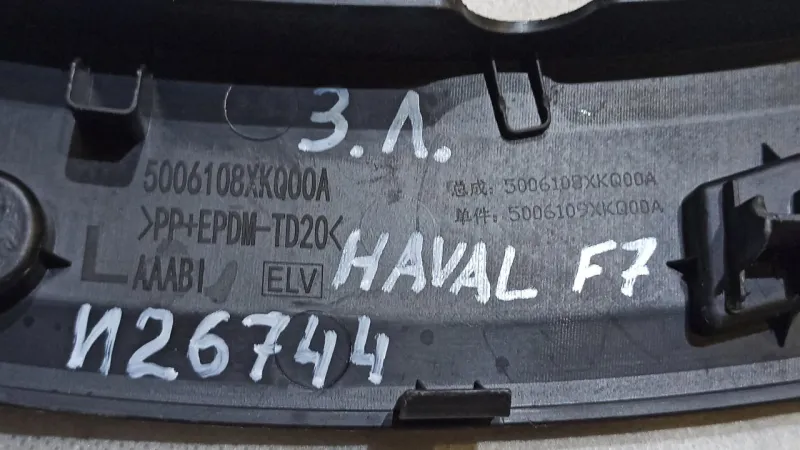 З.Л.
5006108XKQ00A
>PP+EPDM-TD20<
L
AAABI
ELV
总成: 5006108XKQ00A
单件: 5006109XKQ00A
HAVAL F7
И26744